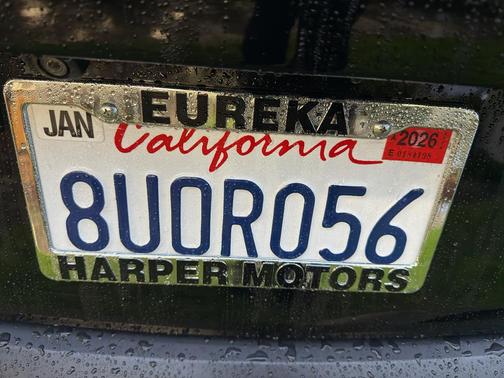 EUREKA
JAN
California
2026
8UOR056
HARPER MOTORS